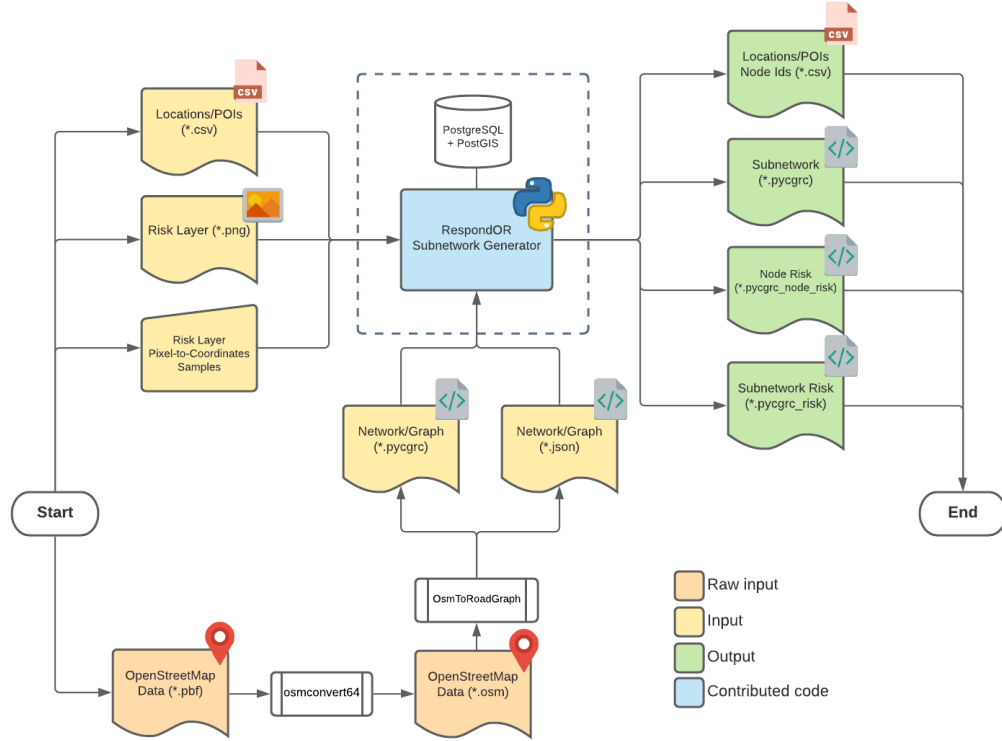 Locations/POIs
(*.csv)
csv
Risk Layer (*.png)
Risk Layer
Pixel-to-Coordinates
Samples
PostgreSQL
+ PostGIS
RespondOR
Subnetwork Generator
Locations/POIs
Node Ids (*.csv)
csv
Subnetwork
(*.pycgrc)
</>
Node Risk
(*.pycgrc_node_risk)
</>
Subnetwork Risk
(*.pycgrc_risk)
</>
Network/Graph
(*.pycgrc)
</>
Network/Graph
(*.json)
</>
Start
End
OsmToRoadGraph
OpenStreetMap
Data (*.pbf)
osmconvert64
OpenStreetMap
Data (*.osm)
Raw input
Input
Output
Contributed code